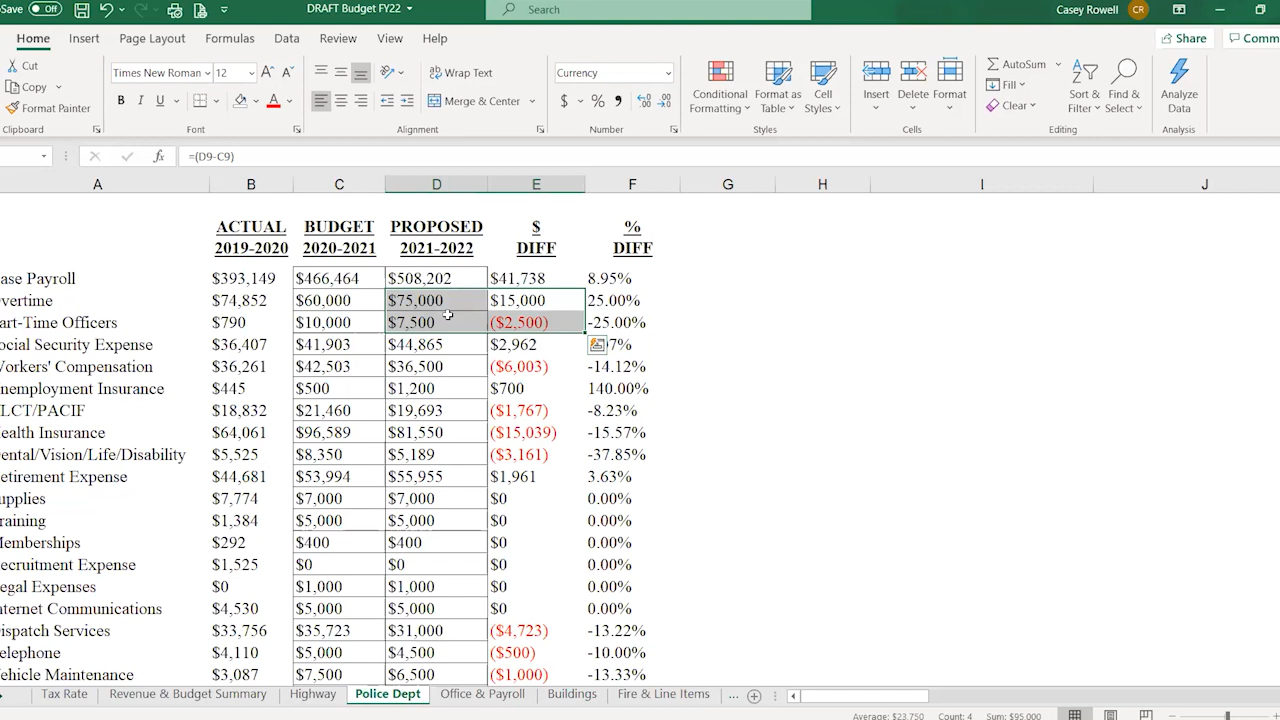 Save Off DRAFT Budget FY22 Search Casey Rowell CR
Home Insert Page Layout Formulas Data Review View Help Share Comm
Cut Times New Roman 12 Wrap Text Currency AutoSum
Copy Conditional Format as Cell Insert Delete Format Fill Sort & Find & Analyze
Format Painter B I U Merge & Center $ % Formatting Table Styles Clear Filter Select Data
Clipboard Font Alignment Number Styles Cells Editing Analysis
fx =(D9-C9)
A B C D E F G H I J
ACTUAL BUDGET PROPOSED $ %
2019-2020 2020-2021 2021-2022 DIFF DIFF
ase Payroll $393,149 $466,464 $508,202 $41,738 8.95%
vertime $74,852 $60,000 $75,000 $15,000 25.00%
art-Time Officers $790 $10,000 $7,500 ($2,500) -25.00%
ocial Security Expense $36,407 $41,903 $44,865 $2,962 7%
orkers' Compensation $36,261 $42,503 $36,500 ($6,003) -14.12%
nemployment Insurance $445 $500 $1,200 $700 140.00%
LCT/PACIF $18,832 $21,460 $19,693 ($1,767) -8.23%
ealth Insurance $64,061 $96,589 $81,550 ($15,039) -15.57%
ental/Vision/Life/Disability $5,525 $8,350 $5,189 ($3,161) -37.85%
etirement Expense $44,681 $53,994 $55,955 $1,961 3.63%
upplies $7,774 $7,000 $7,000 $0 0.00%
raining $1,384 $5,000 $5,000 $0 0.00%
emberships $292 $400 $400 $0 0.00%
ecruitment Expense $1,525 $0 $0 $0 0.00%
egal Expenses $0 $1,000 $1,000 $0 0.00%
nternet Communications $4,530 $5,000 $5,000 $0 0.00%
ispatch Services $33,756 $35,723 $31,000 ($4,723) -13.22%
elephone $4,110 $5,000 $4,500 ($500) -10.00%
ehicle Maintenance $3,087 $7,500 $6,500 ($1,000) -13.33%
Tax Rate Revenue & Budget Summary Highway Police Dept Office & Payroll Buildings Fire & Line Items ...
Average: $23,750 Count: 4 Sum: $95,000